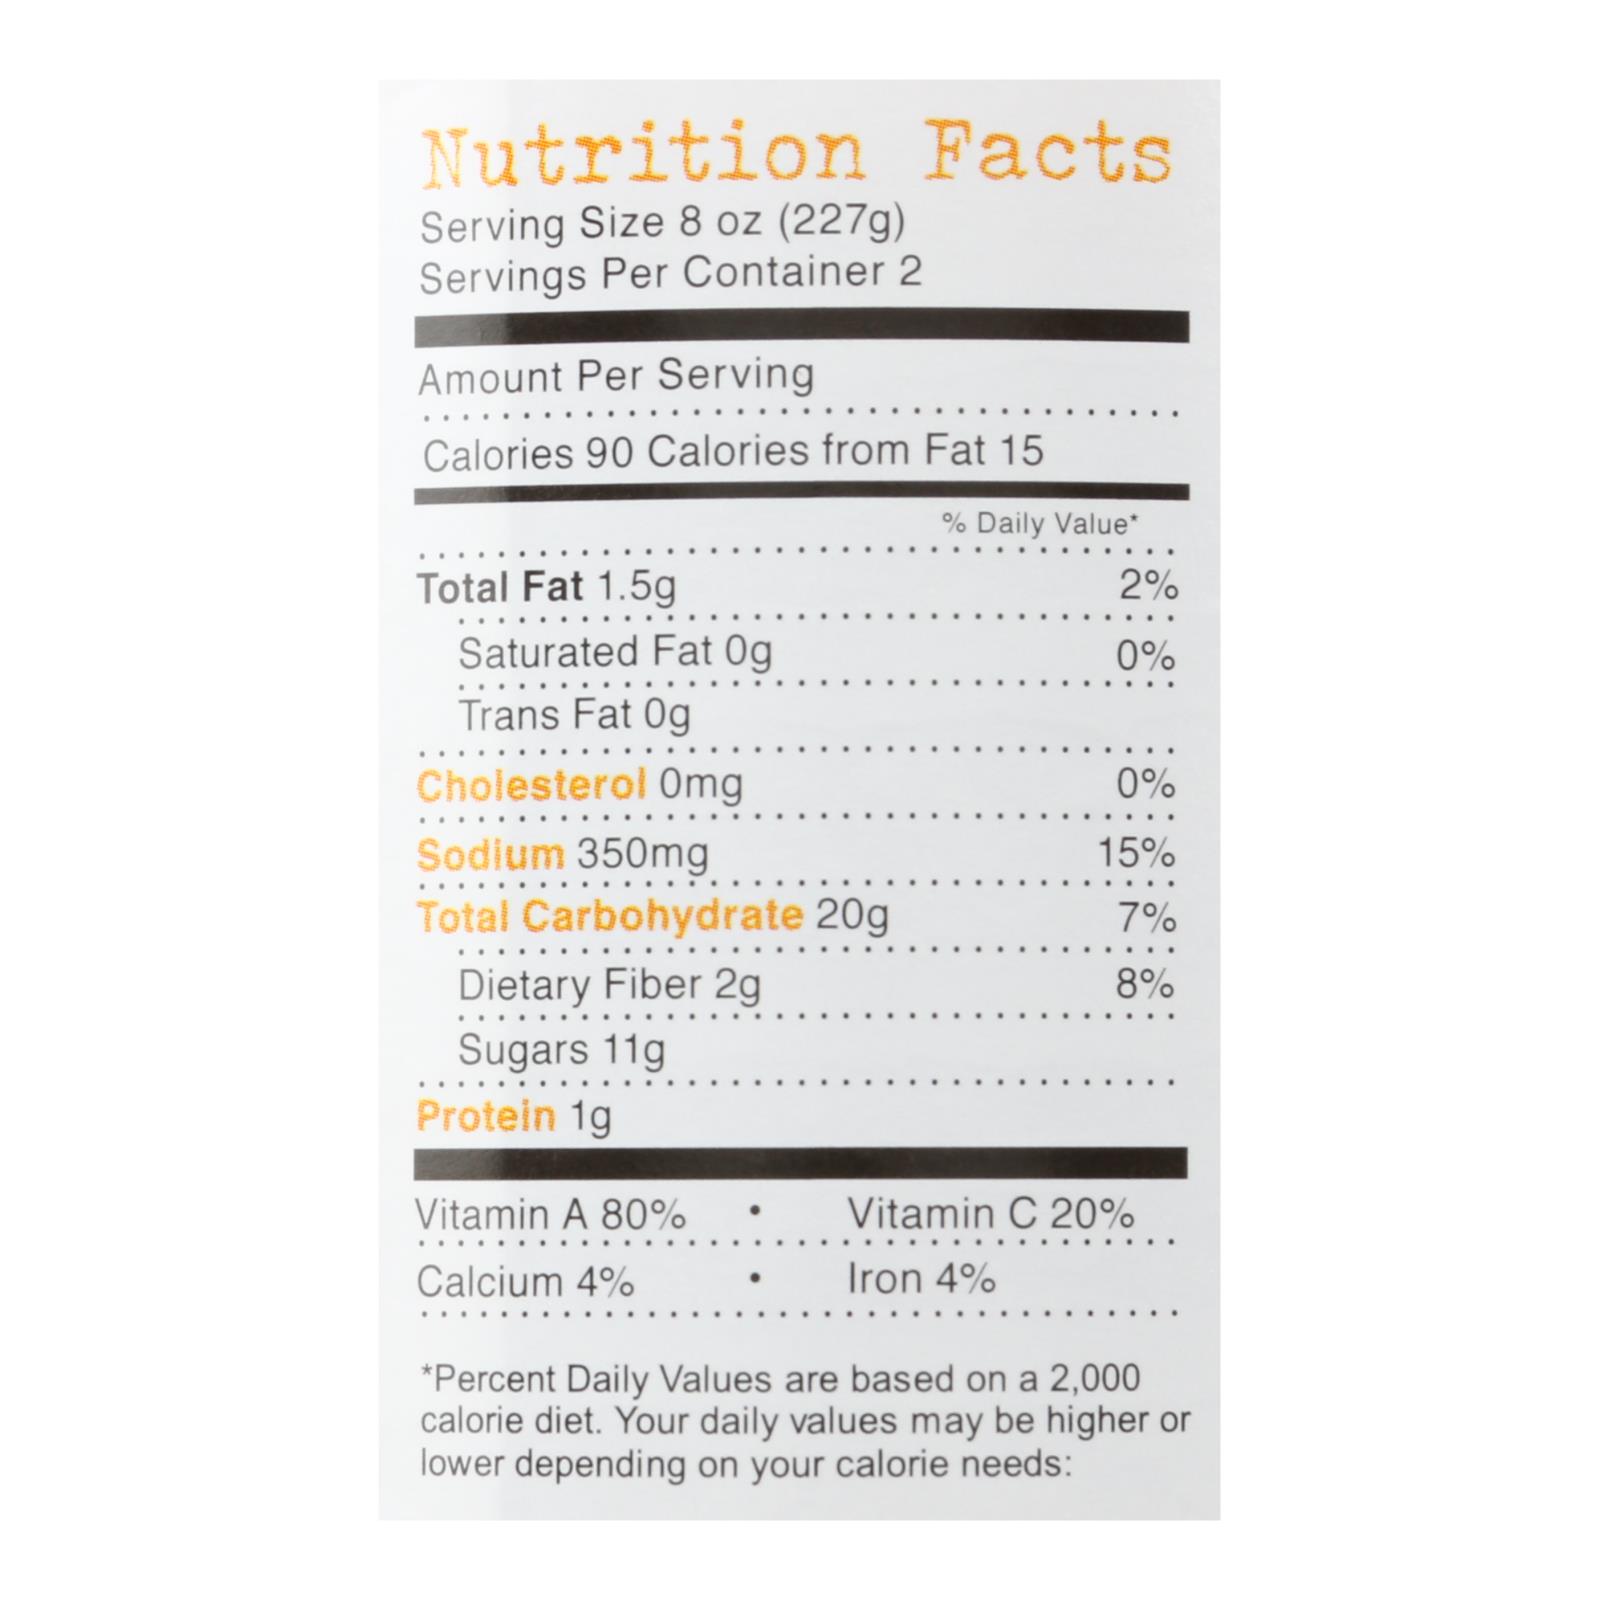 Nutrition Facts
Serving Size 8 oz (227g)
Servings Per Container 2
Amount Per Serving
Calories 90 Calories from Fat 15
% Daily Value*
Total Fat 1.5g 2%
Saturated Fat 0g 0%
Trans Fat 0g
Cholesterol 0mg 0%
Sodium 350mg 15%
Total Carbohydrate 20g 7%
Dietary Fiber 2g 8%
Sugars 11g
Protein 1g
Vitamin A 80% • Vitamin C 20%
Calcium 4% • Iron 4%
*Percent Daily Values are based on a 2,000
calorie diet. Your daily values may be higher or
lower depending on your calorie needs: